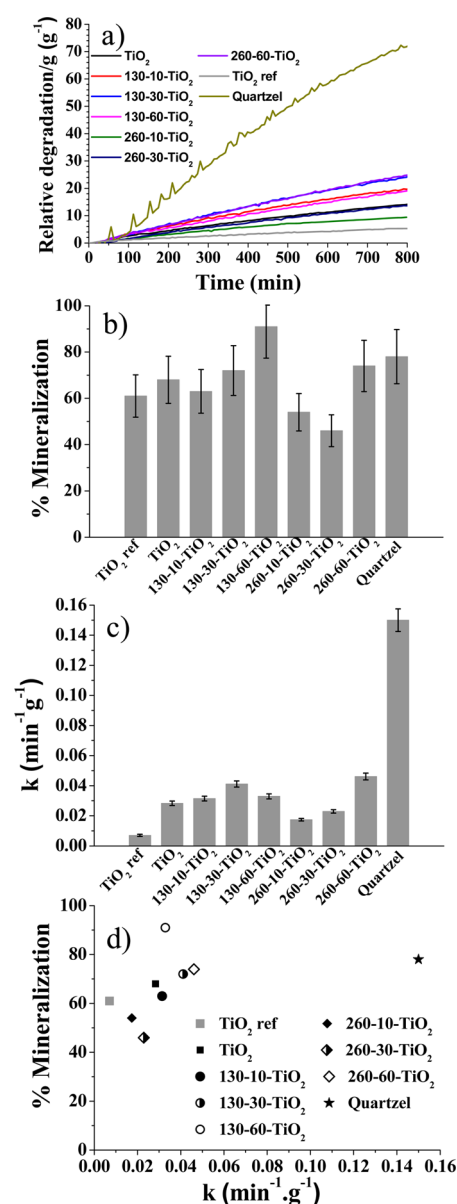 a)
Relative degradation/g (g⁻¹)
80
70
60
50
40
30
20
10
0
TiO₂
130-10-TiO₂
130-30-TiO₂
130-60-TiO₂
260-10-TiO₂
260-30-TiO₂
260-60-TiO₂
TiO₂ ref
Quartzel
0 100 200 300 400 500 600 700 800
Time (min)
b)
% Mineralization
100
80
60
40
20
0
TiO₂ ref
TiO₂
130-10-TiO₂
130-30-TiO₂
130-60-TiO₂
260-10-TiO₂
260-30-TiO₂
260-60-TiO₂
Quartzel
c)
k (min⁻¹g⁻¹)
0.16
0.14
0.12
0.10
0.08
0.06
0.04
0.02
0.00
TiO₂ ref
TiO₂
130-10-TiO₂
130-30-TiO₂
130-60-TiO₂
260-10-TiO₂
260-30-TiO₂
260-60-TiO₂
Quartzel
d)
% Mineralization
100
80
60
40
20
0
TiO₂ ref
TiO₂
130-10-TiO₂
130-30-TiO₂
130-60-TiO₂
260-10-TiO₂
260-30-TiO₂
260-60-TiO₂
Quartzel
0.00 0.02 0.04 0.06 0.08 0.10 0.12 0.14 0.16
k (min⁻¹.g⁻¹)